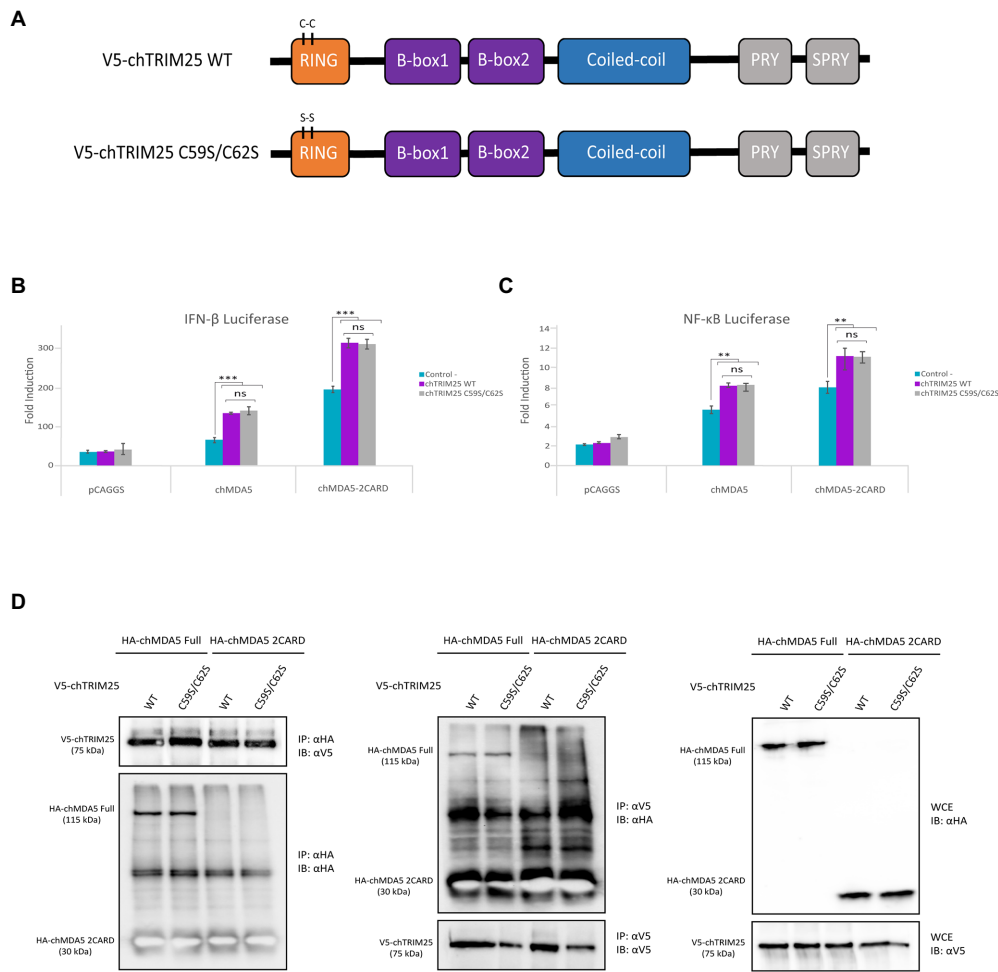 A
C-C
V5-chTRIM25 WT
RING
B-box1
B-box2
Coiled-coil
PRY
SPRY
S-S
V5-chTRIM25 C59S/C62S
RING
B-box1
B-box2
Coiled-coil
PRY
SPRY
B
IFN-β Luciferase
Fold Induction
300
200
100
0
***
ns
***
ns
pCAGGS
chMDA5
chMDA5-2CARD
Control -
chTRIM25 WT
chTRIM25 C59S/C62S
C
NF-κB Luciferase
Fold Induction
14
12
10
8
6
4
2
0
**
ns
**
ns
pCAGGS
chMDA5
chMDA5-2CARD
Control -
chTRIM25 WT
chTRIM25 C59S/C62S
D
HA-chMDA5 Full
HA-chMDA5 2CARD
V5-chTRIM25
WT
C59S/C62S
WT
C59S/C62S
V5-chTRIM25
(75 kDa)
IP: αHA
IB: αV5
HA-chMDA5 Full
(115 kDa)
IP: αHA
IB: αHA
HA-chMDA5 2CARD
(30 kDa)
HA-chMDA5 Full
HA-chMDA5 2CARD
V5-chTRIM25
WT
C59S/C62S
WT
C59S/C62S
HA-chMDA5 Full
(115 kDa)
IP: αV5
IB: αHA
HA-chMDA5 2CARD
(30 kDa)
V5-chTRIM25
(75 kDa)
IP: αV5
IB: αV5
HA-chMDA5 Full
HA-chMDA5 2CARD
V5-chTRIM25
WT
C59S/C62S
WT
C59S/C62S
HA-chMDA5 Full
(115 kDa)
WCE
IB: αHA
HA-chMDA5 2CARD
(30 kDa)
V5-chTRIM25
(75 kDa)
WCE
IB: αV5